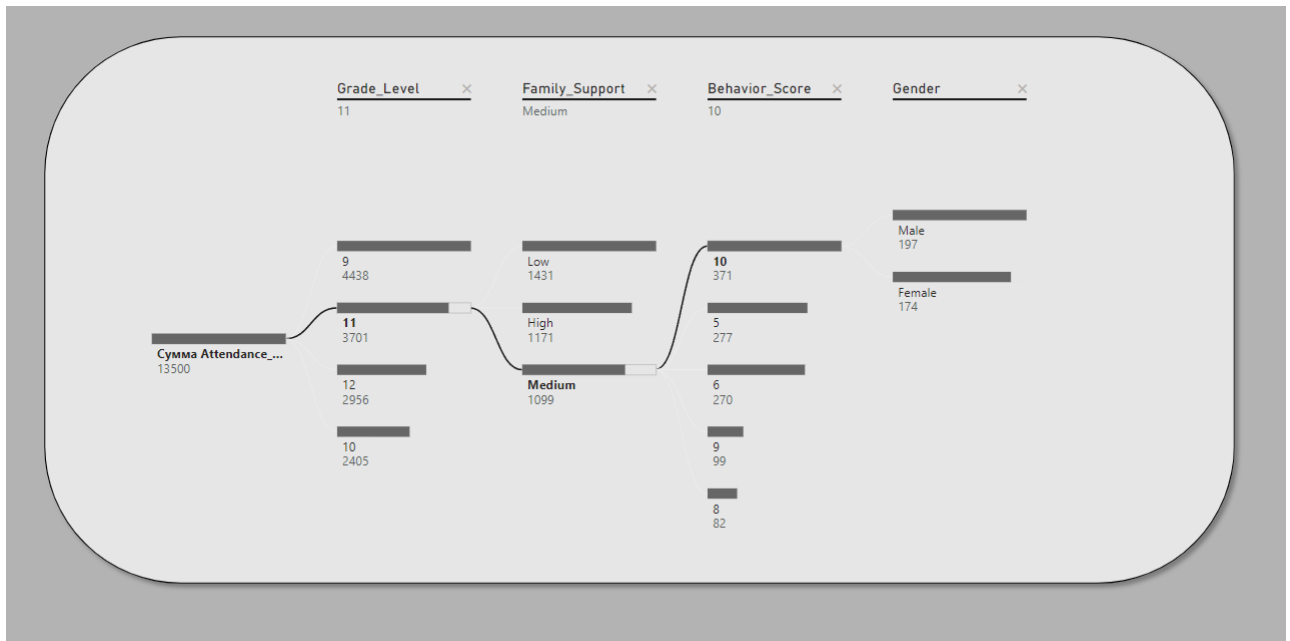 Grade_Level ×
11
Family_Support ×
Medium
Behavior_Score ×
10
Gender ×
Сумма Attendance_...
13500
9
4438
11
3701
12
2956
10
2405
Low
1431
High
1171
Medium
1099
10
371
5
277
6
270
9
99
8
82
Male
197
Female
174